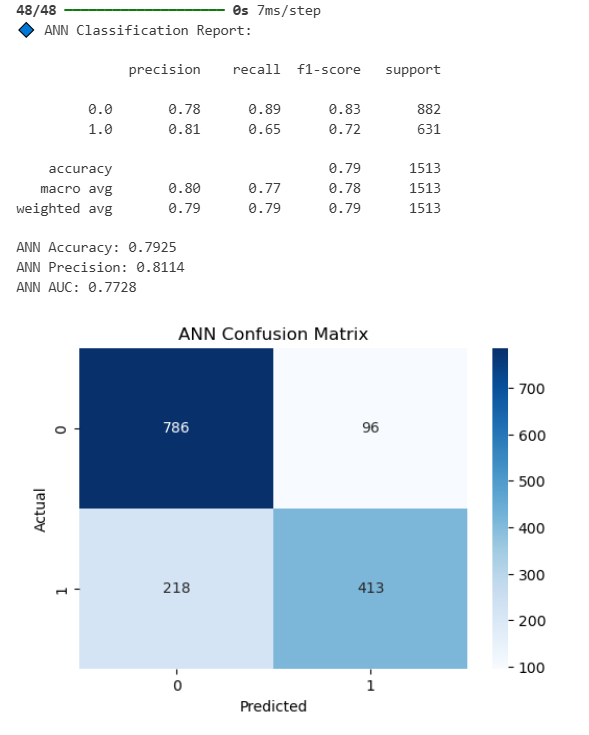 48/48 ━━━━━━━━━━━━━━━━━━━━ 0s 7ms/step
🔷 ANN Classification Report:
precision recall f1-score support
0.0 0.78 0.89 0.83 882
1.0 0.81 0.65 0.72 631
accuracy 0.79 1513
macro avg 0.80 0.77 0.78 1513
weighted avg 0.79 0.79 0.79 1513
ANN Accuracy: 0.7925
ANN Precision: 0.8114
ANN AUC: 0.7728
ANN Confusion Matrix
700
600
500
400
300
200
100
Actual
0
786 96
1
218 413
0 1
Predicted